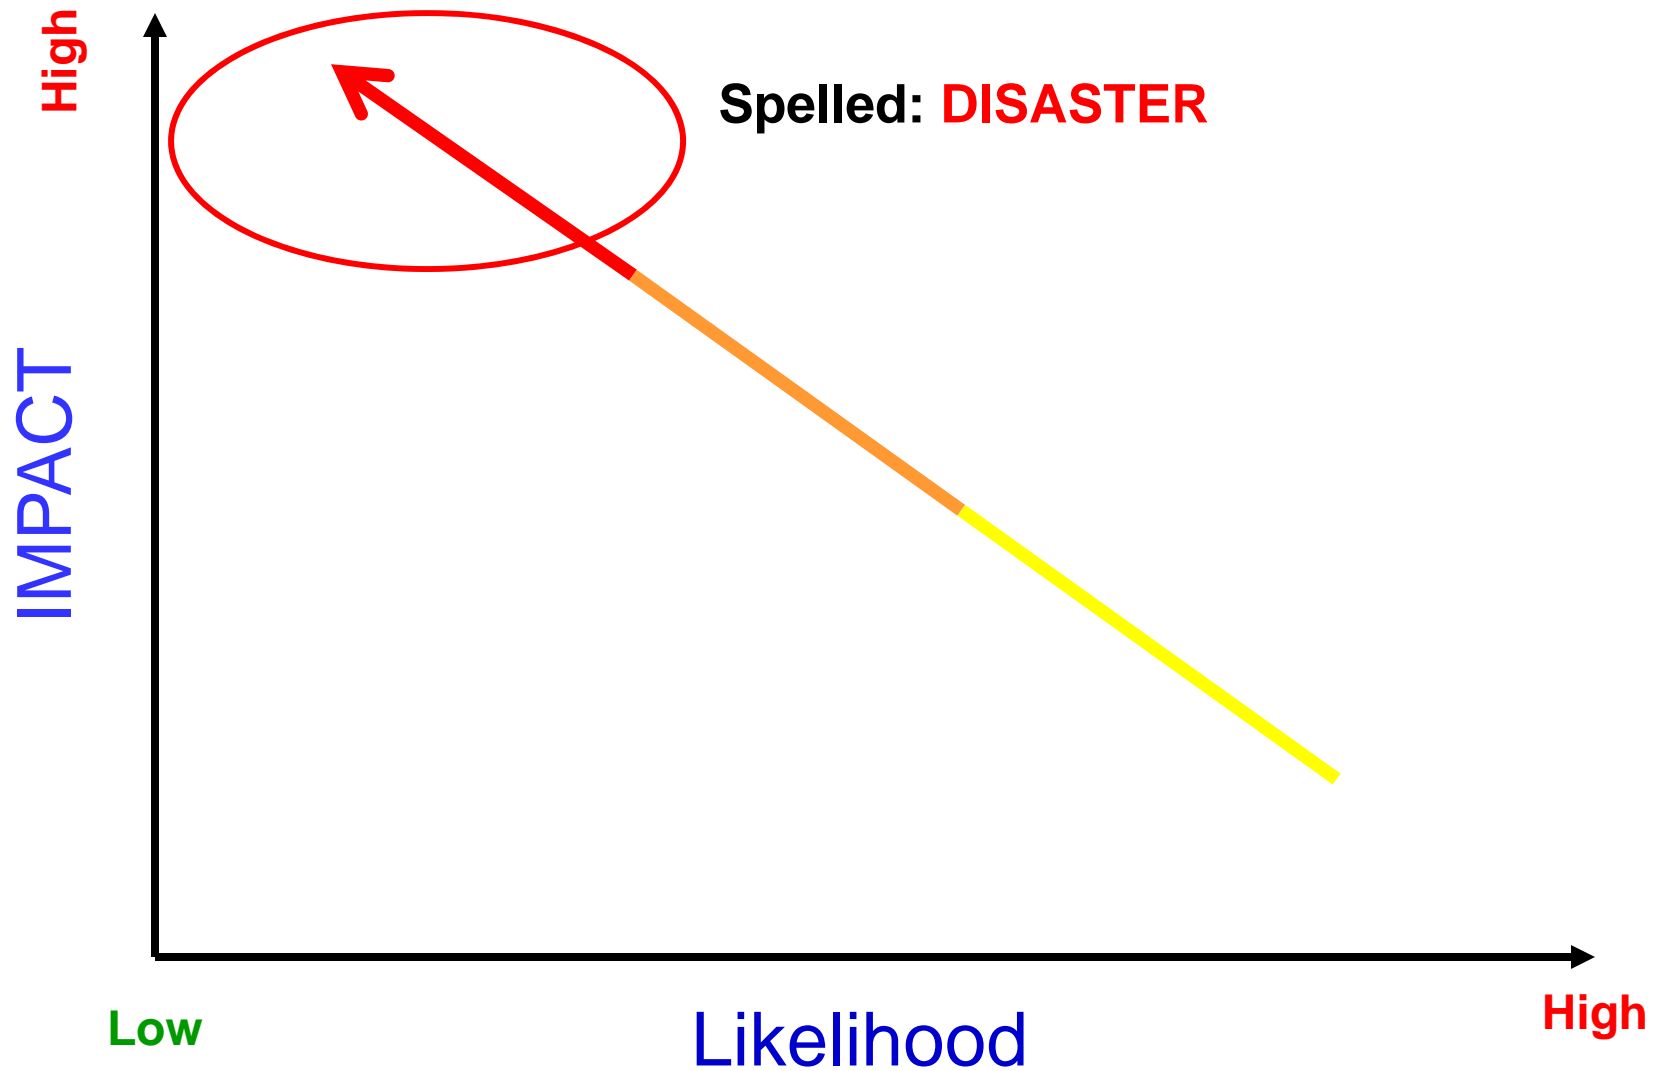 High
Spelled: DISASTER
IMPACT
Low
Likelihood
High